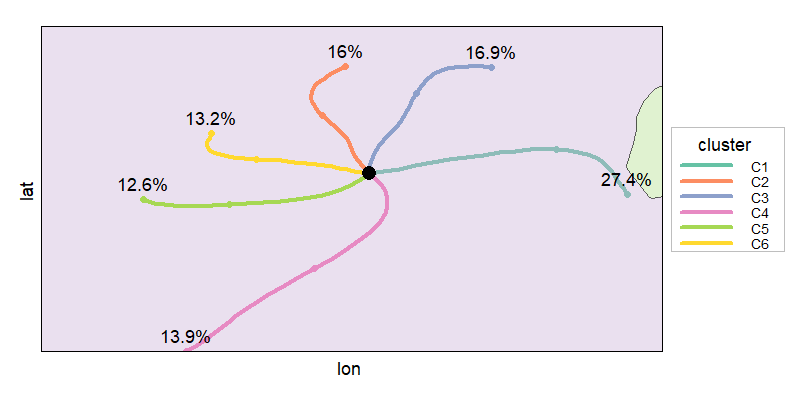 16%
16.9%
13.2%
12.6%
27.4%
13.9%
lat
lon
cluster
C1
C2
C3
C4
C5
C6